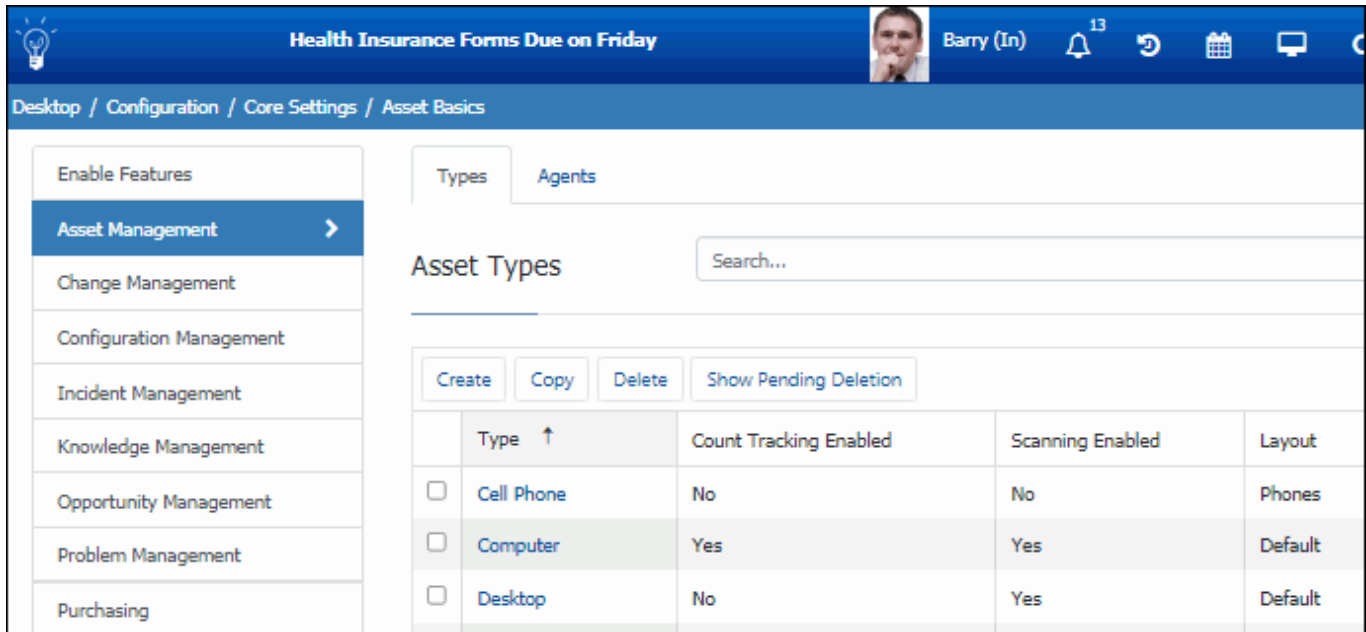 Health Insurance Forms Due on Friday
Barry (In)
13
Desktop / Configuration / Core Settings / Asset Basics
Enable Features
Asset Management
Change Management
Configuration Management
Incident Management
Knowledge Management
Opportunity Management
Problem Management
Purchasing
Types Agents
Asset Types
Search...
Create Copy Delete Show Pending Deletion
Type ↑ Count Tracking Enabled Scanning Enabled Layout
Cell Phone No No Phones
Computer Yes Yes Default
Desktop No Yes Default